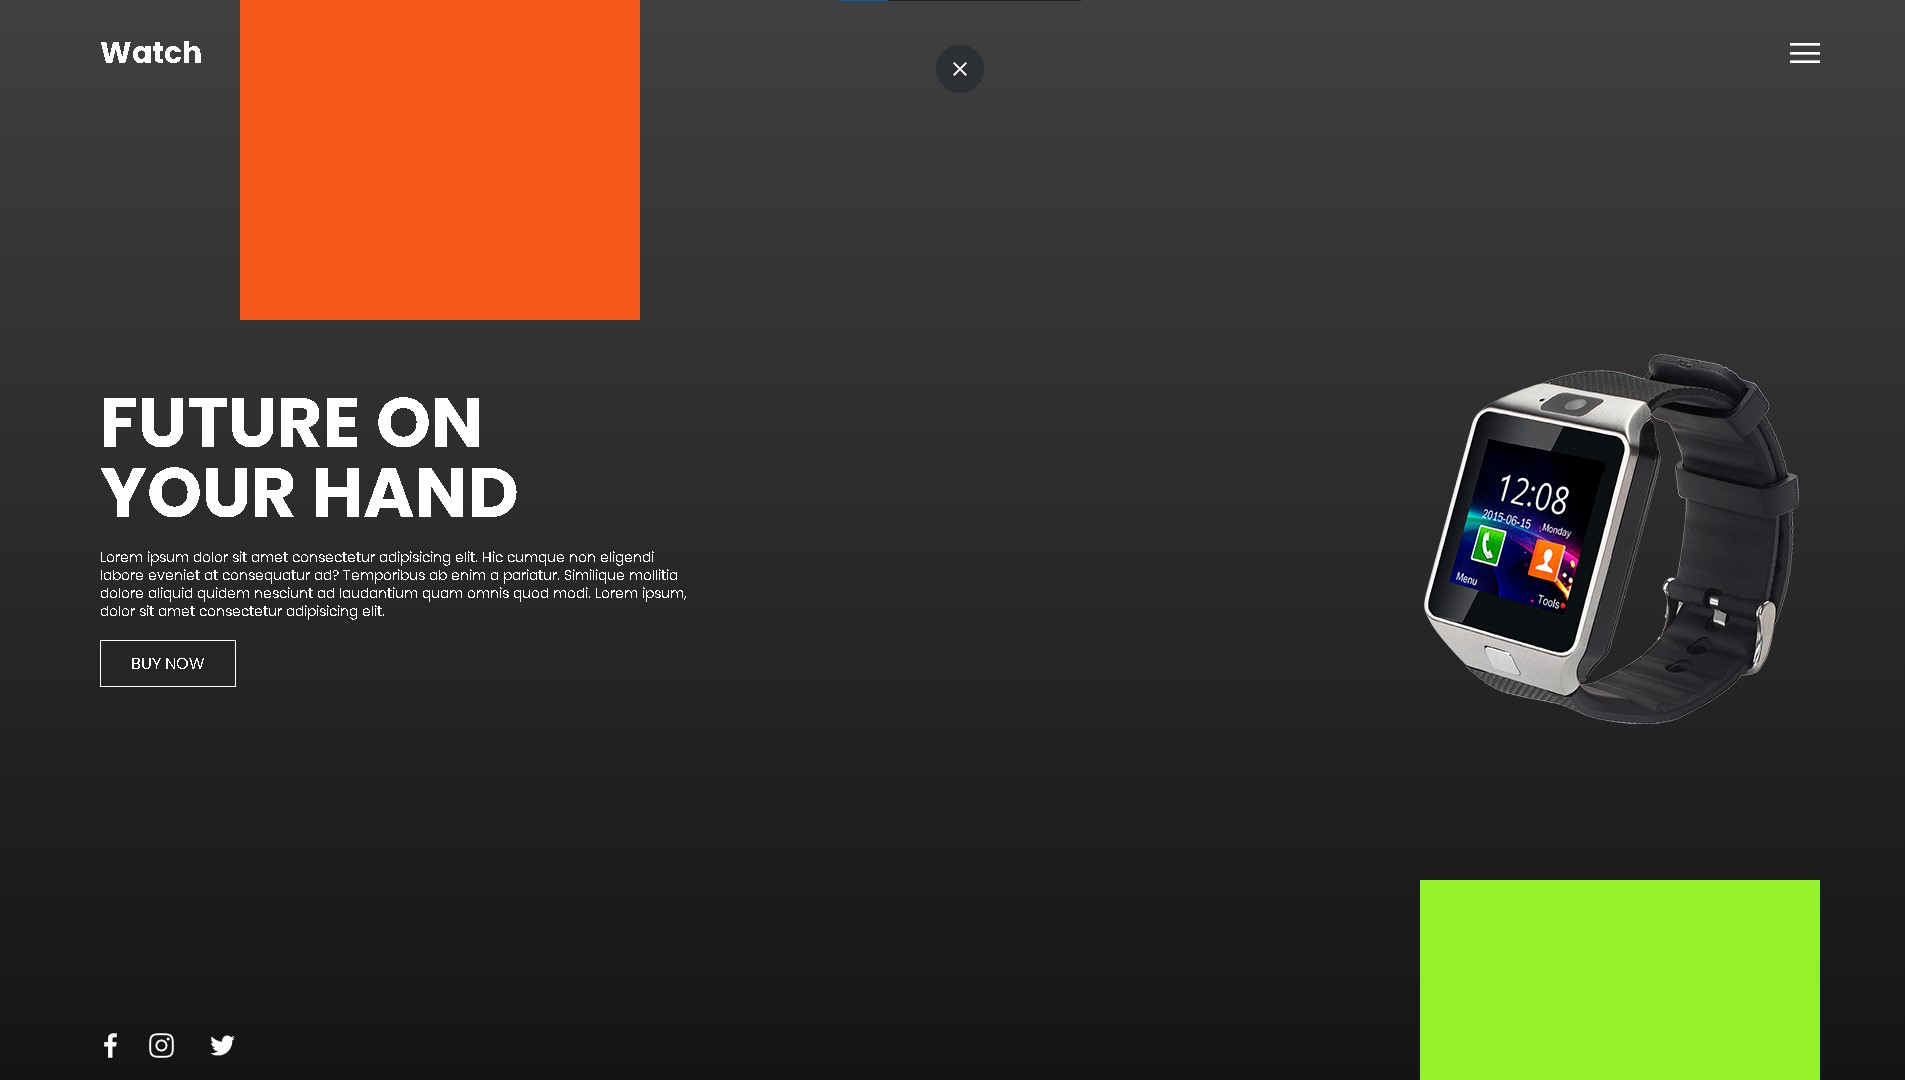 Watch
FUTURE ON
YOUR HAND
Lorem ipsum dolor sit amet consectetur adipisicing elit. Hic cumque non eligendi
labore eveniet at consequatur ad? Temporibus ab enim a pariatur. Similique mollitia
dolore aliquid quidem nesciunt ad laudantium quam omnis quod modi. Lorem ipsum,
dolor sit amet consectetur adipisicing elit.
BUY NOW
12:08
2015-06-15 Monday
Menu
Tools